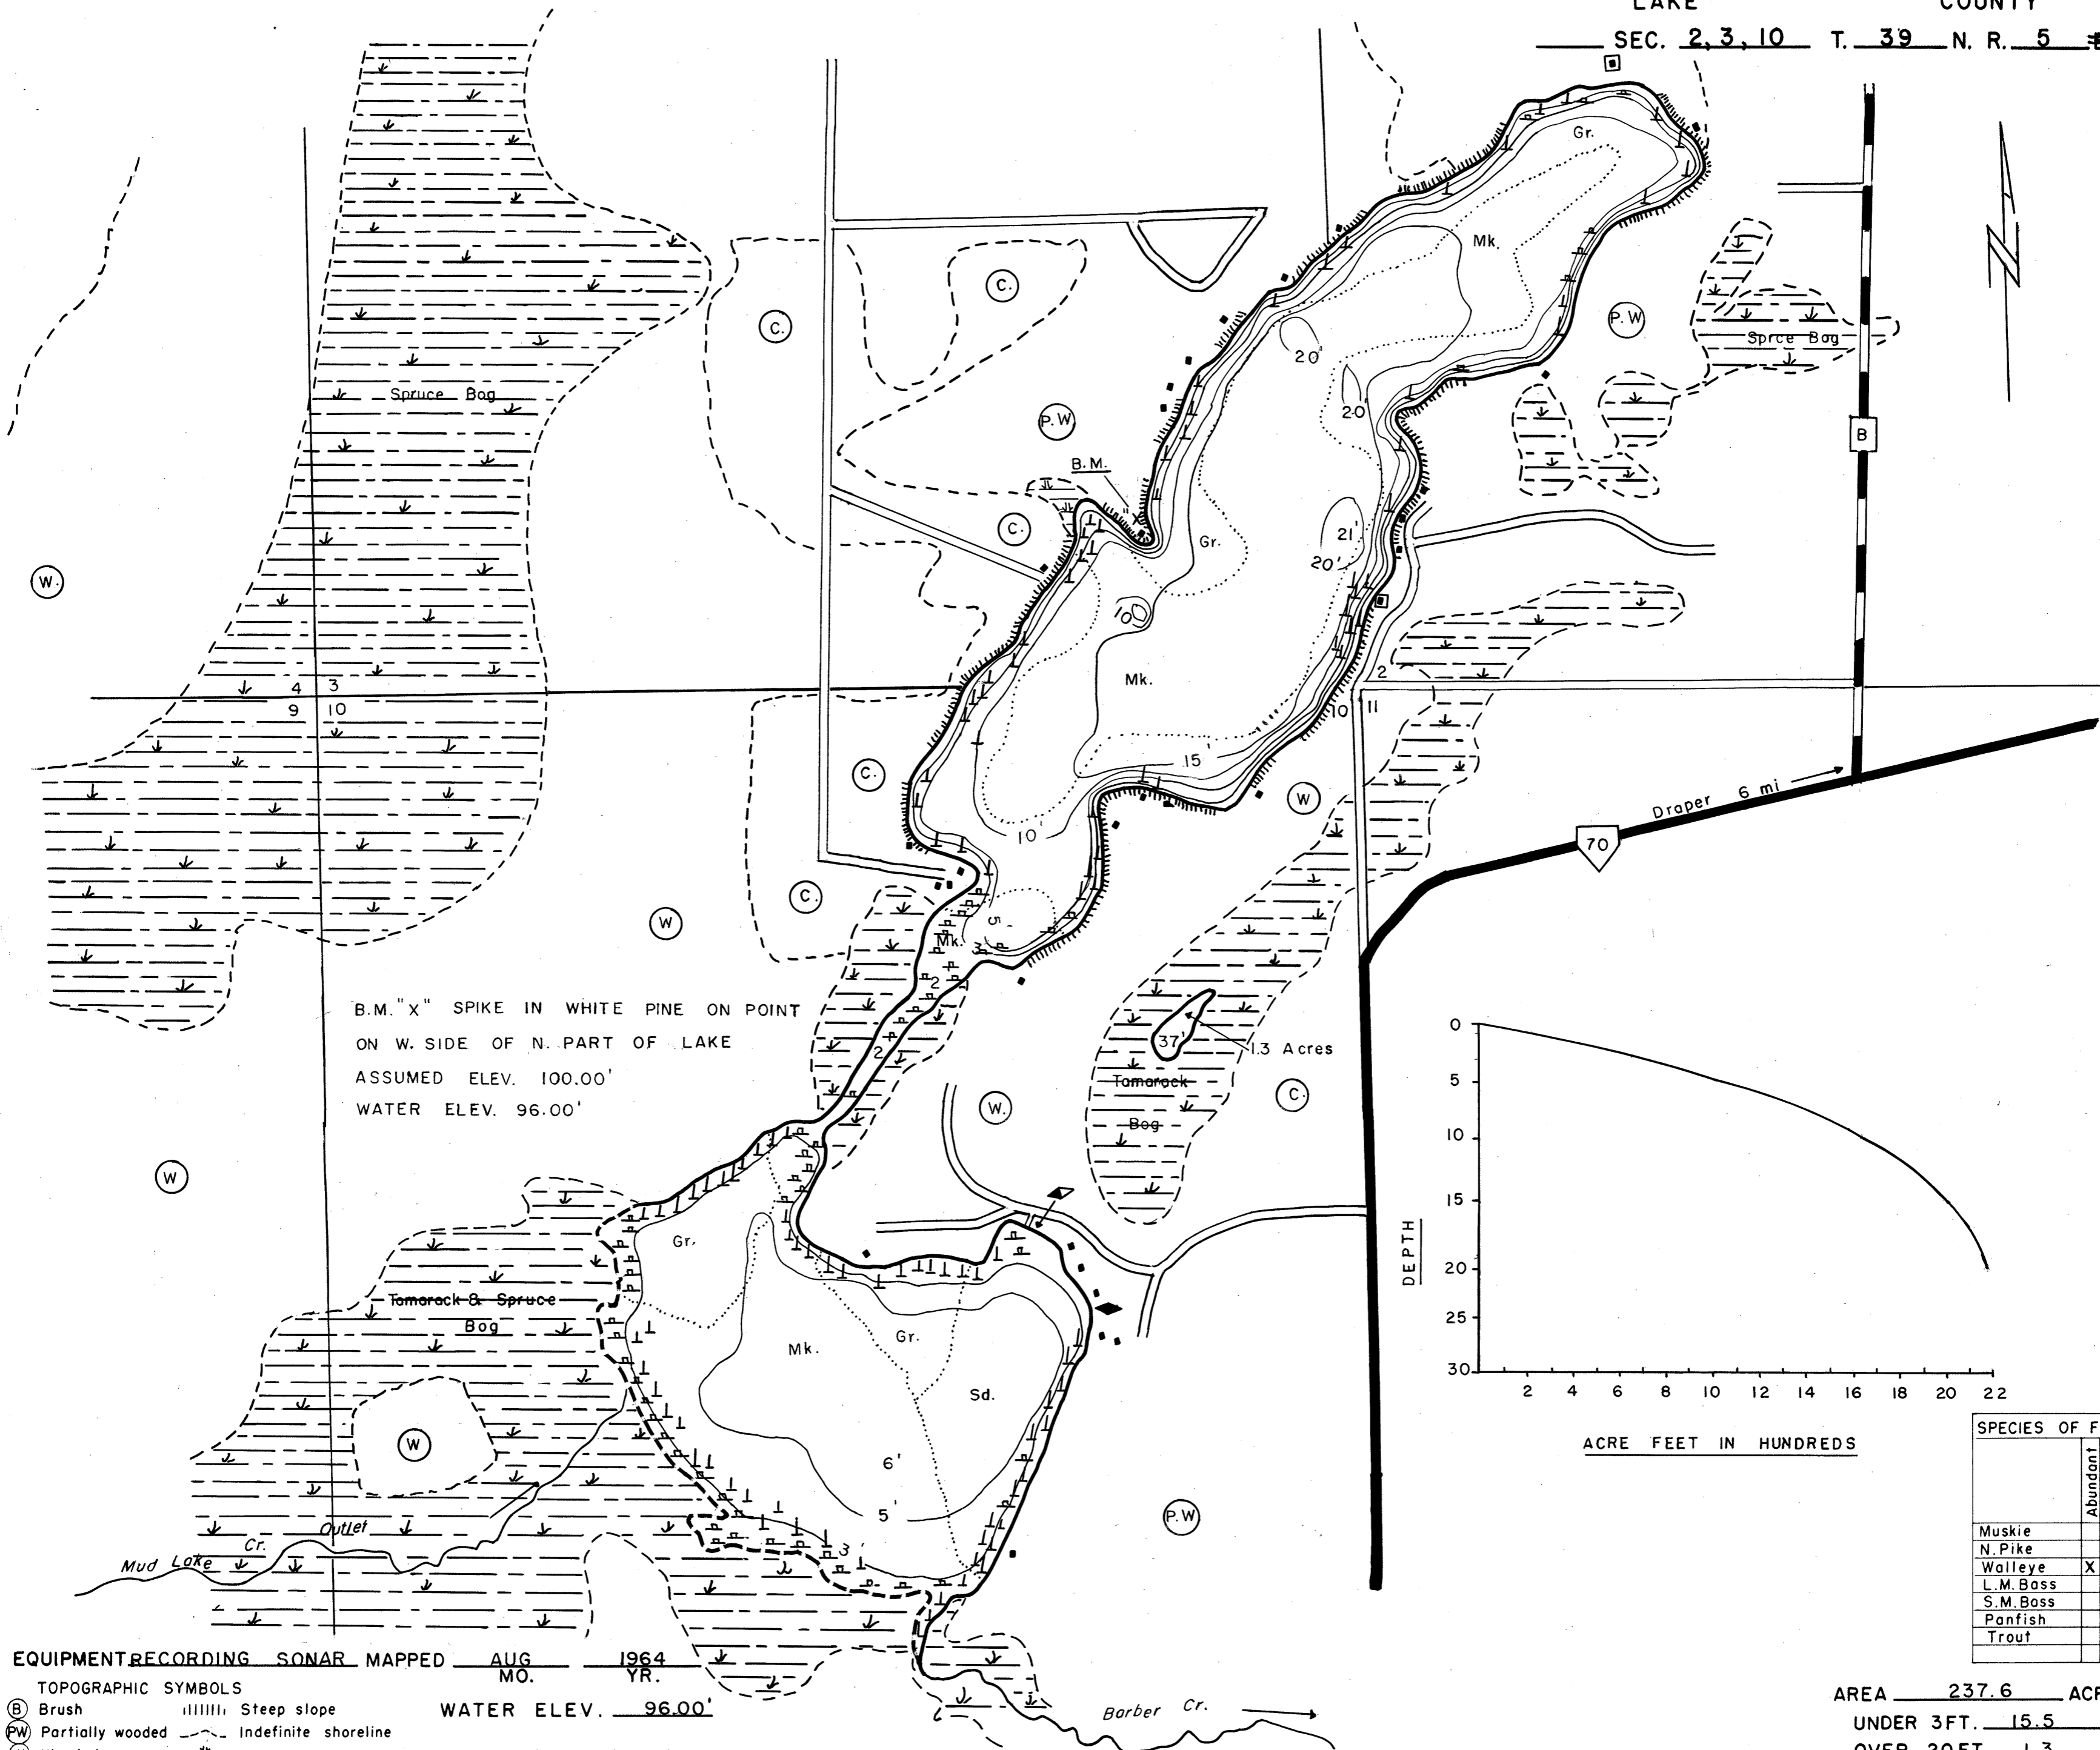 LAKE COUNTY
SEC. 2,3,10 T. 39 N. R. 5
Gr.
Mk.
C.
C.
P.W
Sprce Bog
20'
Spruce Bog
20'
P.W.
B
B.M.
"X"
C.
21'
Gr.
20'
W.
10
Mk.
2
4 3
9 10
10 11
15'
C.
W
Draper 6 mi
10'
70
C.
W
5
Mk. 3
2
B.M. "X" SPIKE IN WHITE PINE ON POINT
ON W. SIDE OF N. PART OF LAKE
ASSUMED ELEV. 100.00'
WATER ELEV. 96.00'
2
37'
1.3 Acres
Tamarack
Bog
W.
C.
W
0
5
10
15
20
25
30
DEPTH
2 4 6 8 10 12 14 16 18 20 22
ACRE FEET IN HUNDREDS
Gr.
Tamarack & Spruce
Bog
Mk.
Gr.
Sd.
W
6'
5'
3
P.W
Outlet
Mud Lake Cr.
Barber Cr.
SPECIES OF F
Abundant
Muskie
N. Pike
Walleye X
L.M. Bass
S.M. Bass
Panfish
Trout
EQUIPMENT RECORDING SONAR MAPPED AUG 1964
MO. YR.
TOPOGRAPHIC SYMBOLS
B Brush Steep slope
WATER ELEV. 96.00'
PW Partially wooded Indefinite shoreline
AREA 237.6 ACR
UNDER 3 FT. 15.5
OVER 20 FT. 1.3